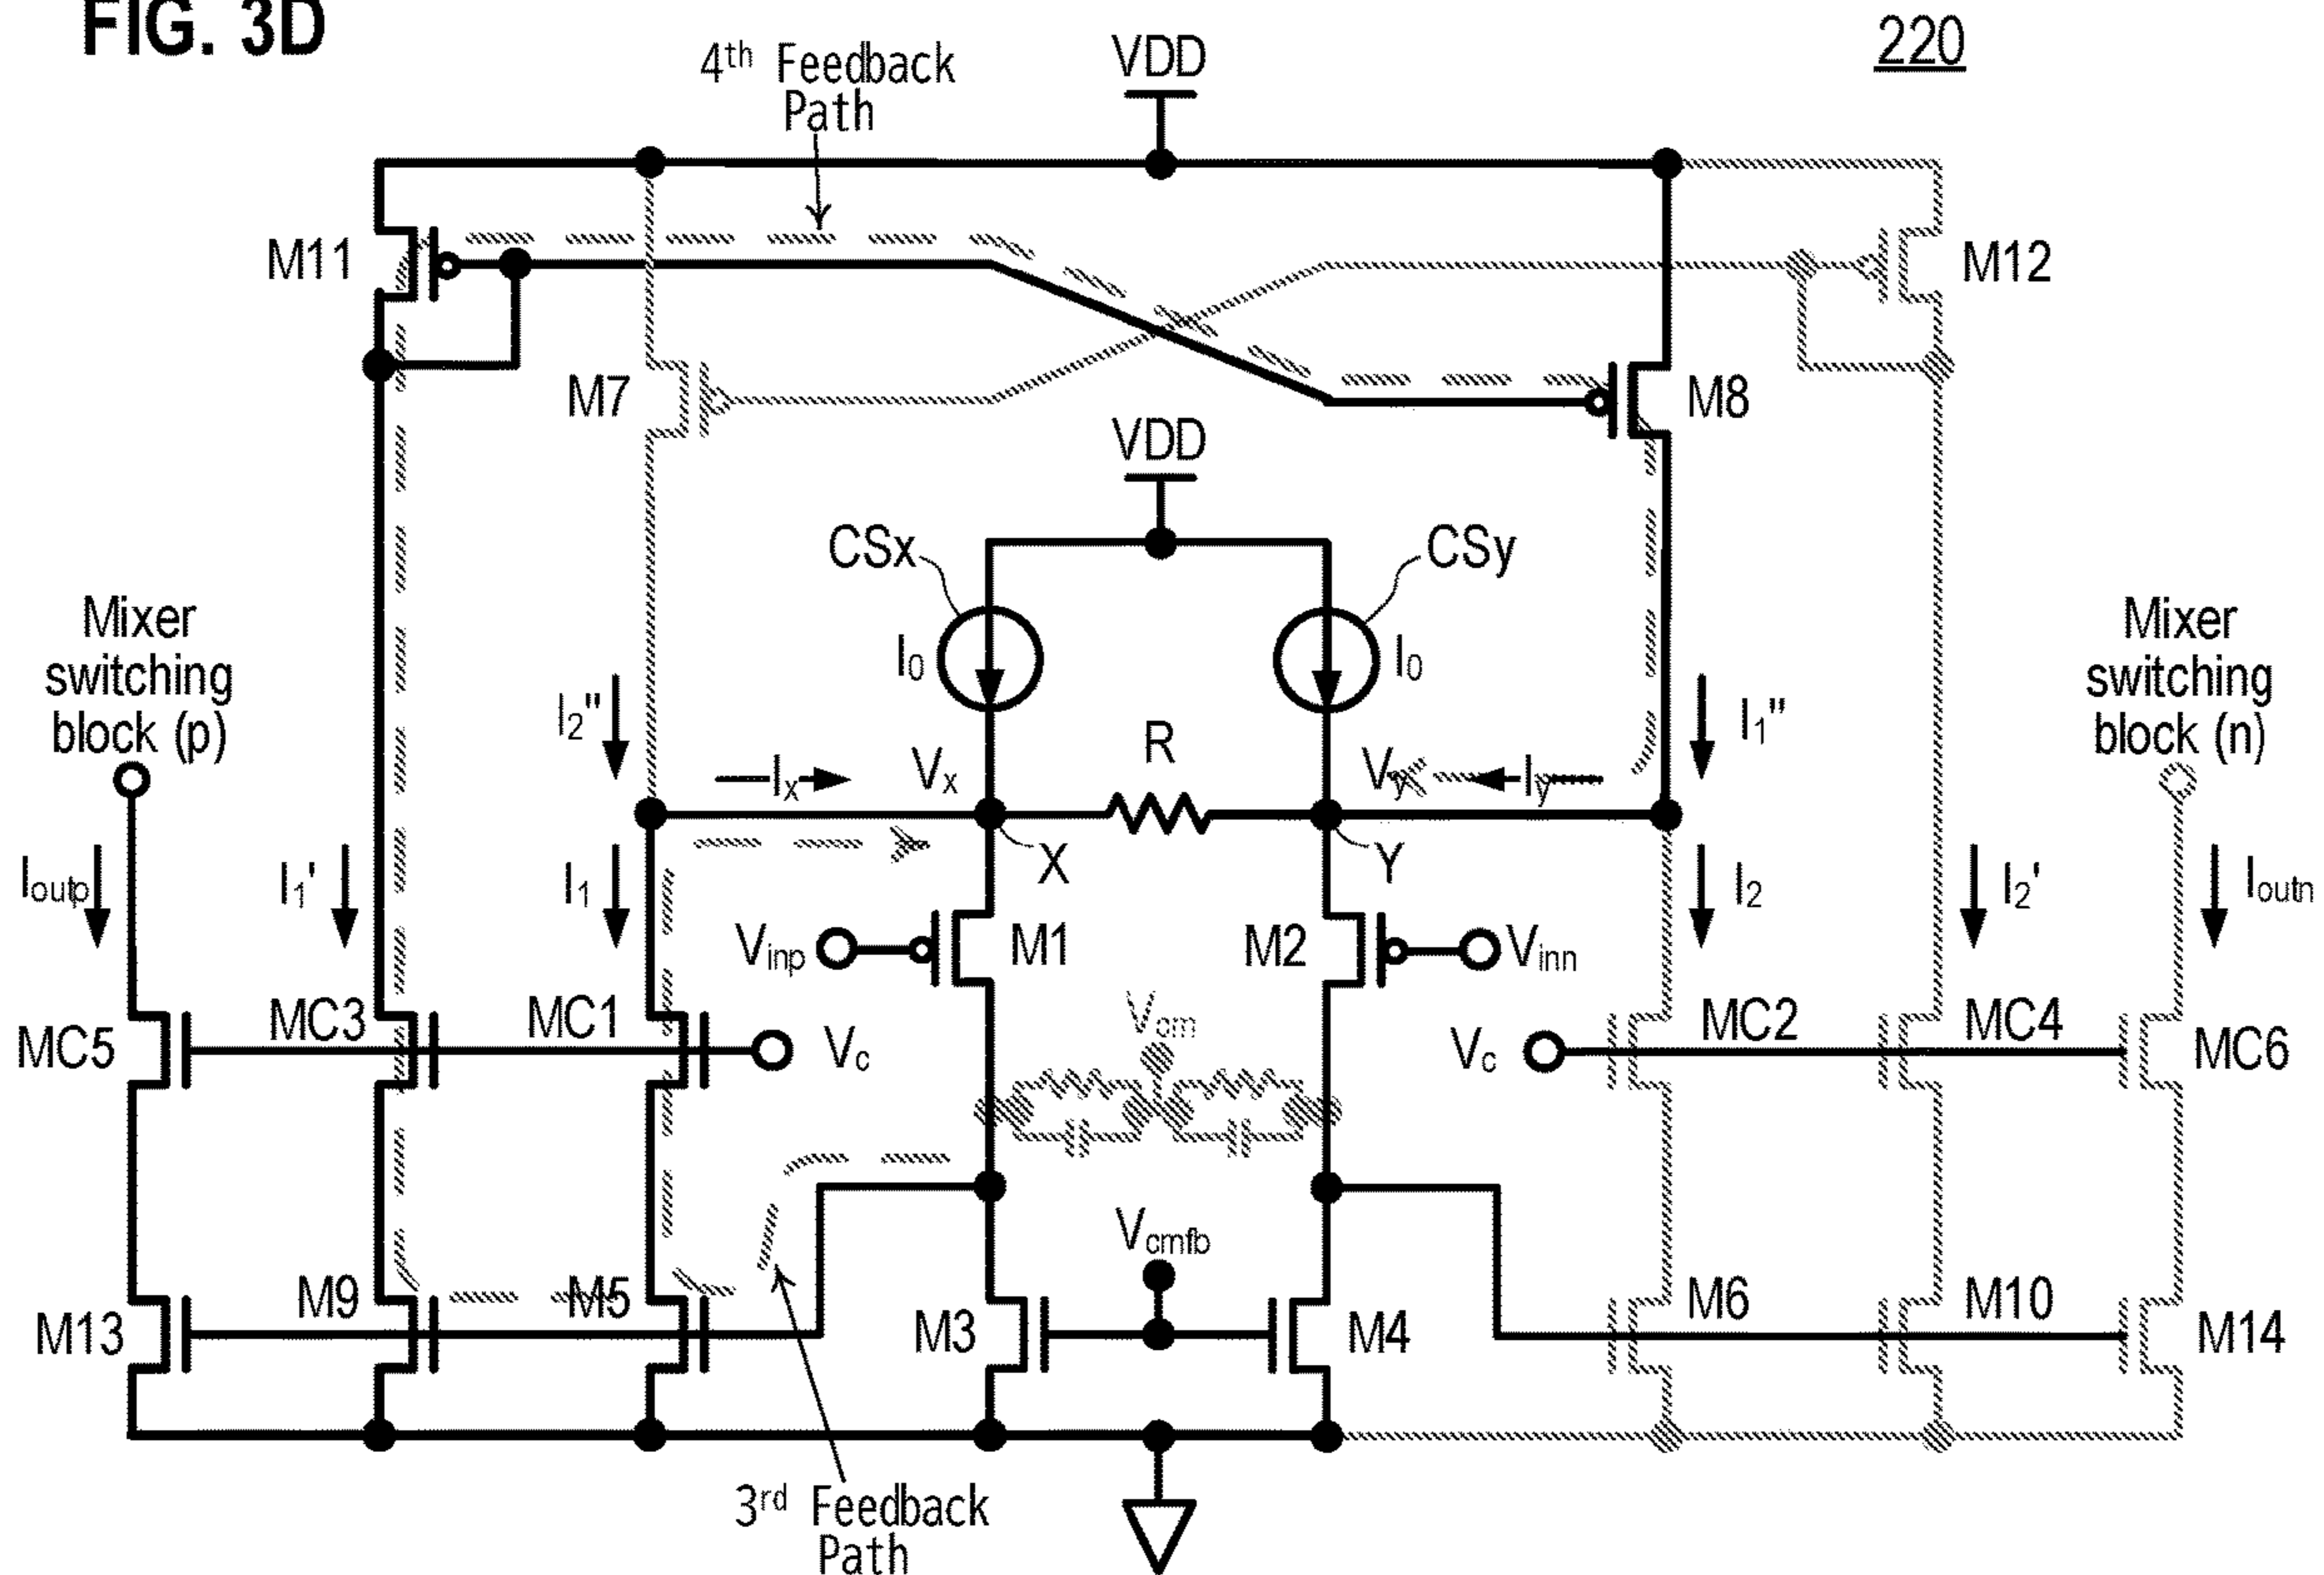 FIG. 3D
220
4th Feedback
Path
VDD
M11
M12
M7
M8
VDD
CSx
CSy
I0
I0
Mixer
switching
block (p)
Mixer
switching
block (n)
I2"
I1"
Ix
Vx
R
Vy
Iy
X
Y
Ioutp
I1'
I1
I2
I2'
Ioutn
Vinp
M1
M2
Vinn
MC5
MC3
MC1
Vc
Vcm
Vc
MC2
MC4
MC6
Vcmfb
M13
M9
M5
M3
M4
M6
M10
M14
3rd Feedback
Path